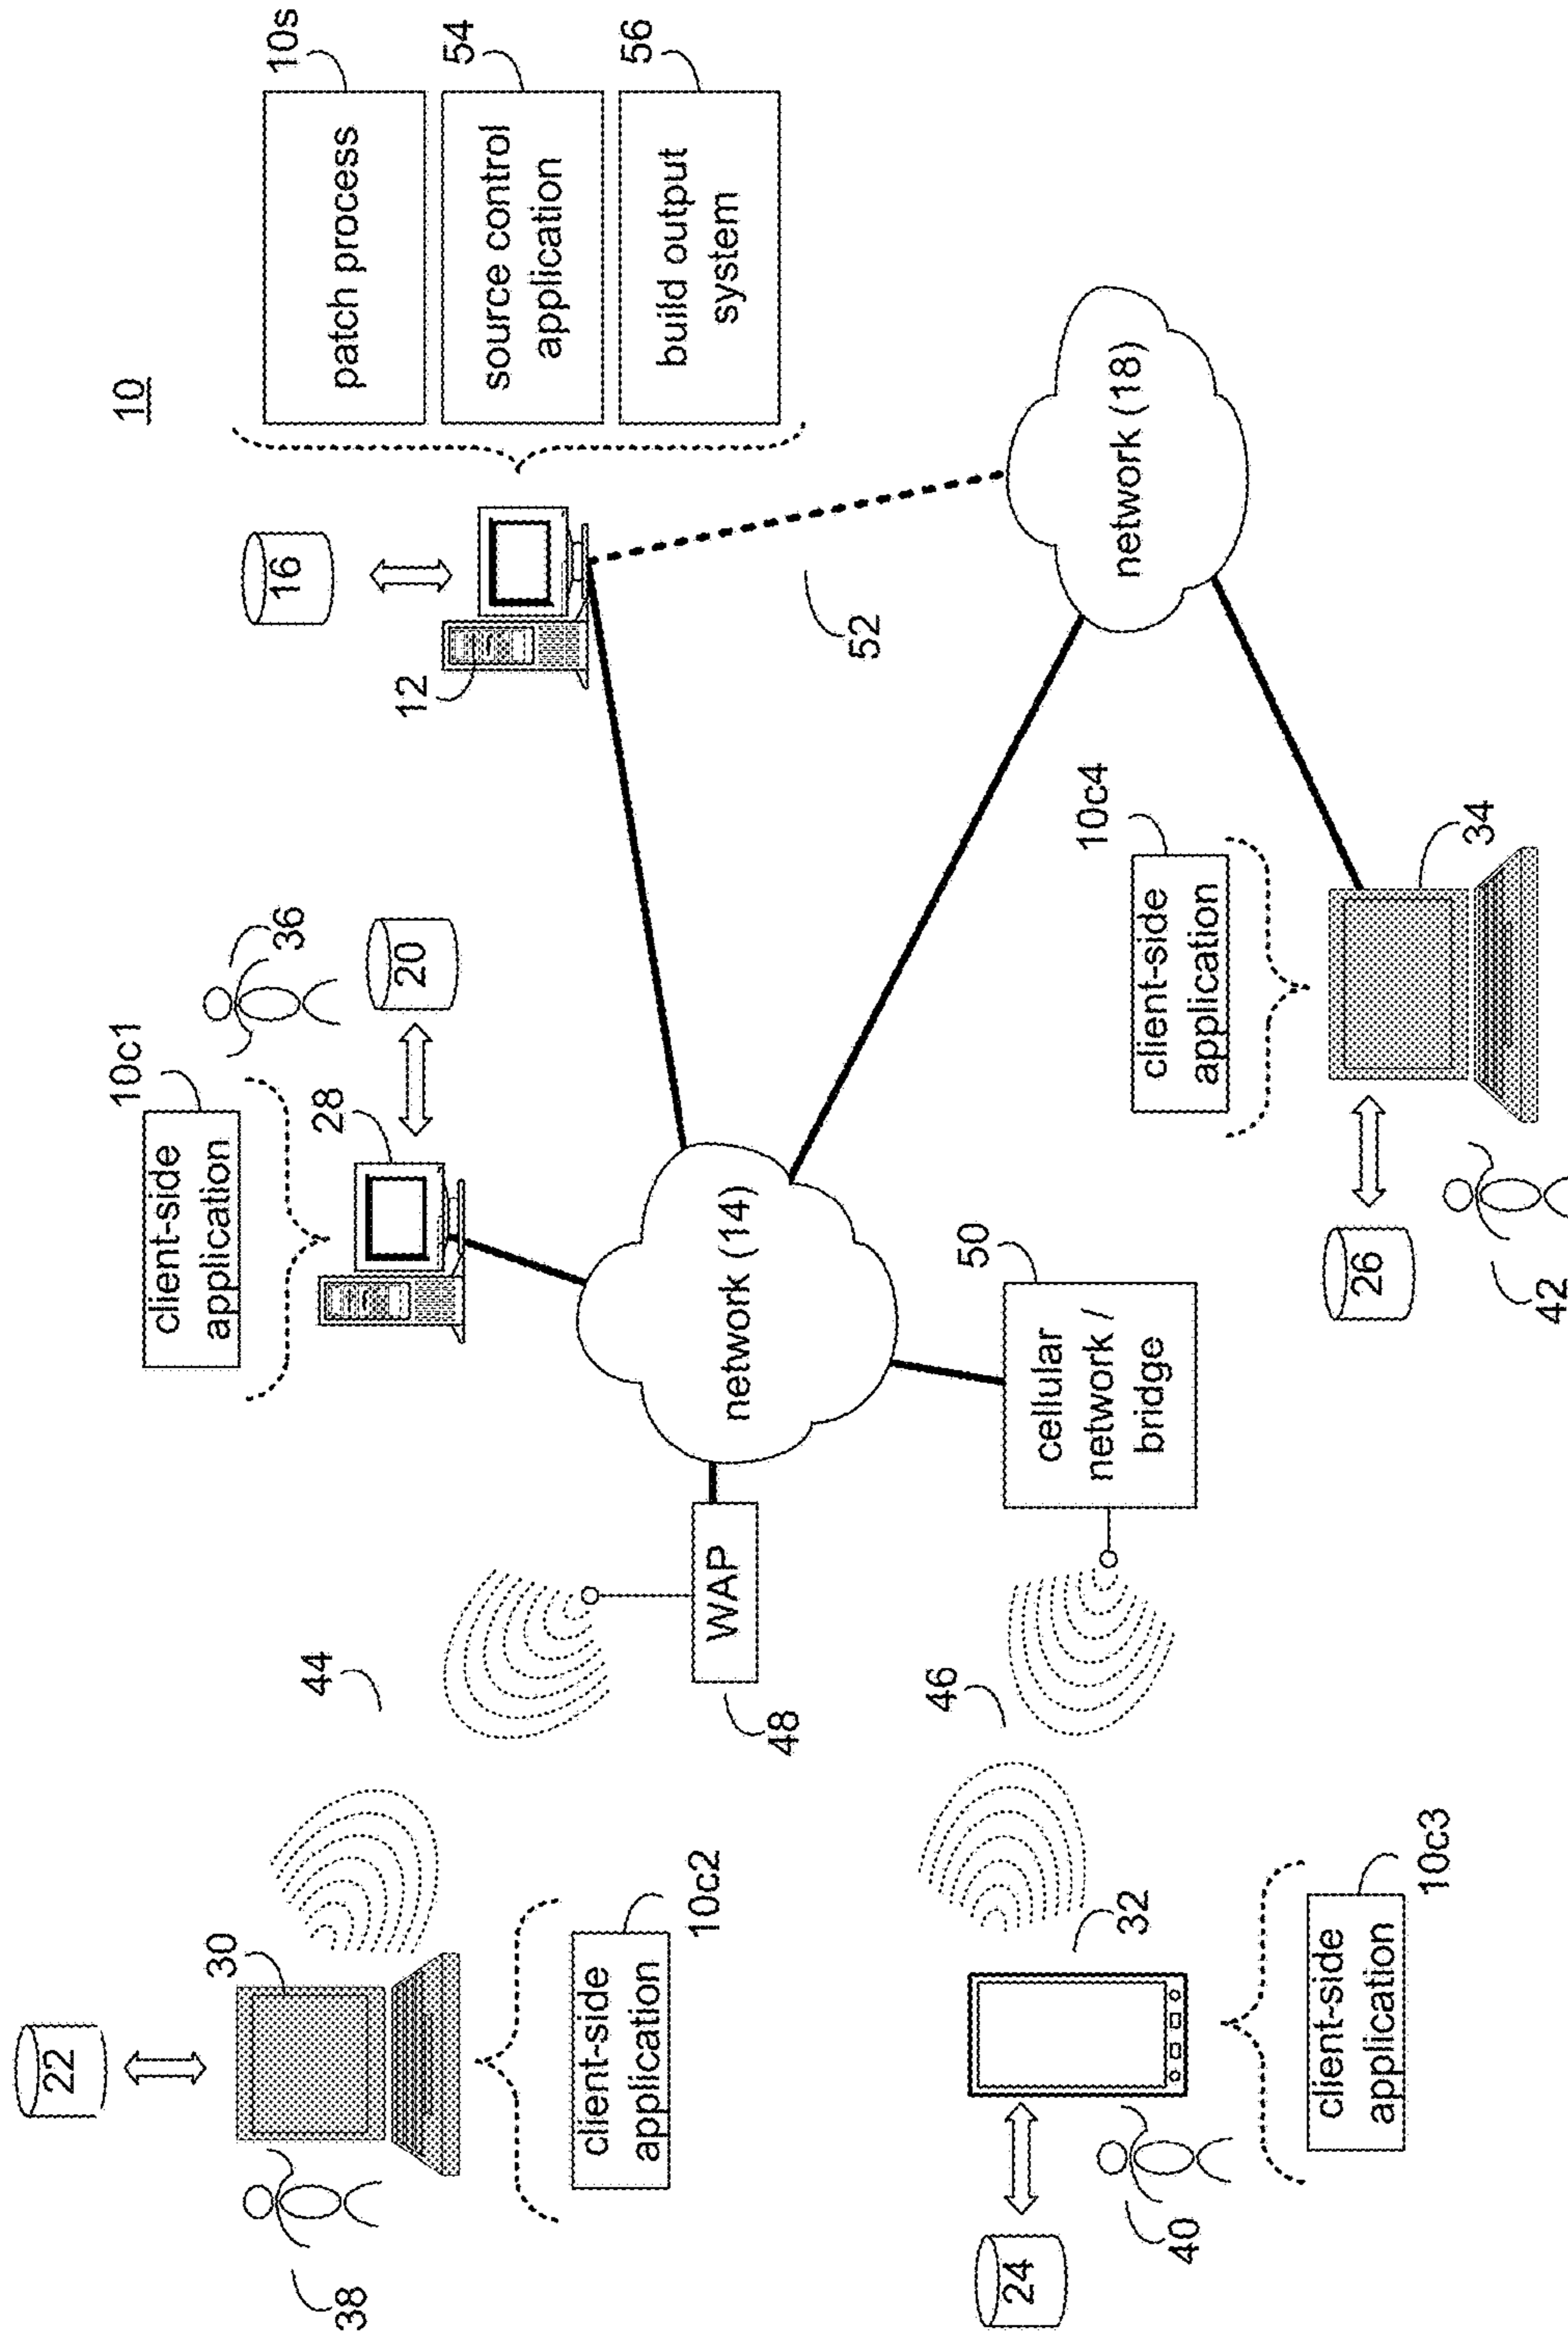 10
22
30
38
44
client-side
application
10c2
client-side
application
10c1
28
36
20
16
12
patch process
10s
source control
application
54
build output
system
56
WAP
48
network (14)
52
46
24
40
32
client-side
application
10c3
cellular
network /
bridge
50
network (18)
client-side
application
10c4
34
26
42